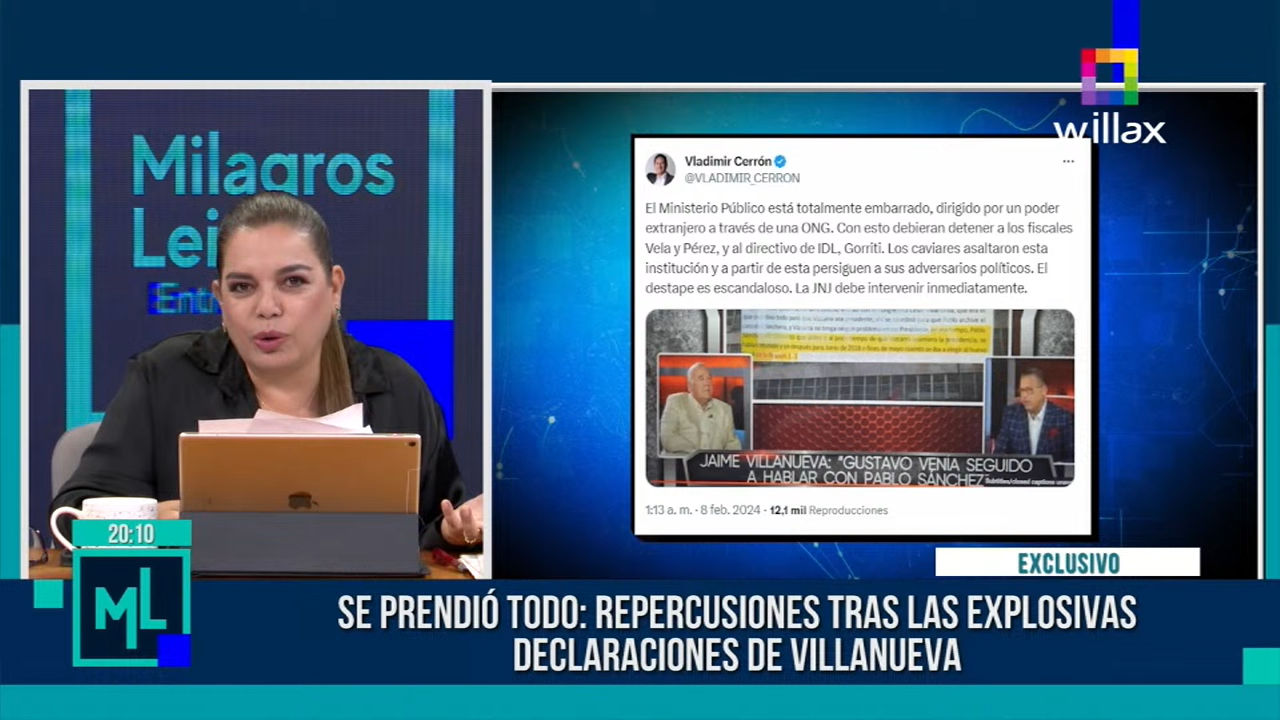 willax
Milagros
Lei
Ent
Vladimir Cerrón
@VLADIMIR_CERRON
El Ministerio Público está totalmente embarrado, dirigido por un poder
extranjero a través de una ONG. Con esto debieran detener a los fiscales
Vela y Pérez, y al directivo de IDL, Gorriti. Los caviares asaltaron esta
institución y a partir de esta persiguen a sus adversarios políticos. El
destape es escandaloso. La JNJ debe intervenir inmediatamente.
JAIME VILLANUEVA: "GUSTAVO VENIA SEGUIDO
A HABLAR CON PABLO SÁNCHEZ"
Subtitles/closed captions
1:13 a. m. · 8 feb. 2024 · 12,1 mil Reproducciones
20:10
ML
EXCLUSIVO
SE PRENDIÓ TODO: REPERCUSIONES TRAS LAS EXPLOSIVAS
DECLARACIONES DE VILLANUEVA